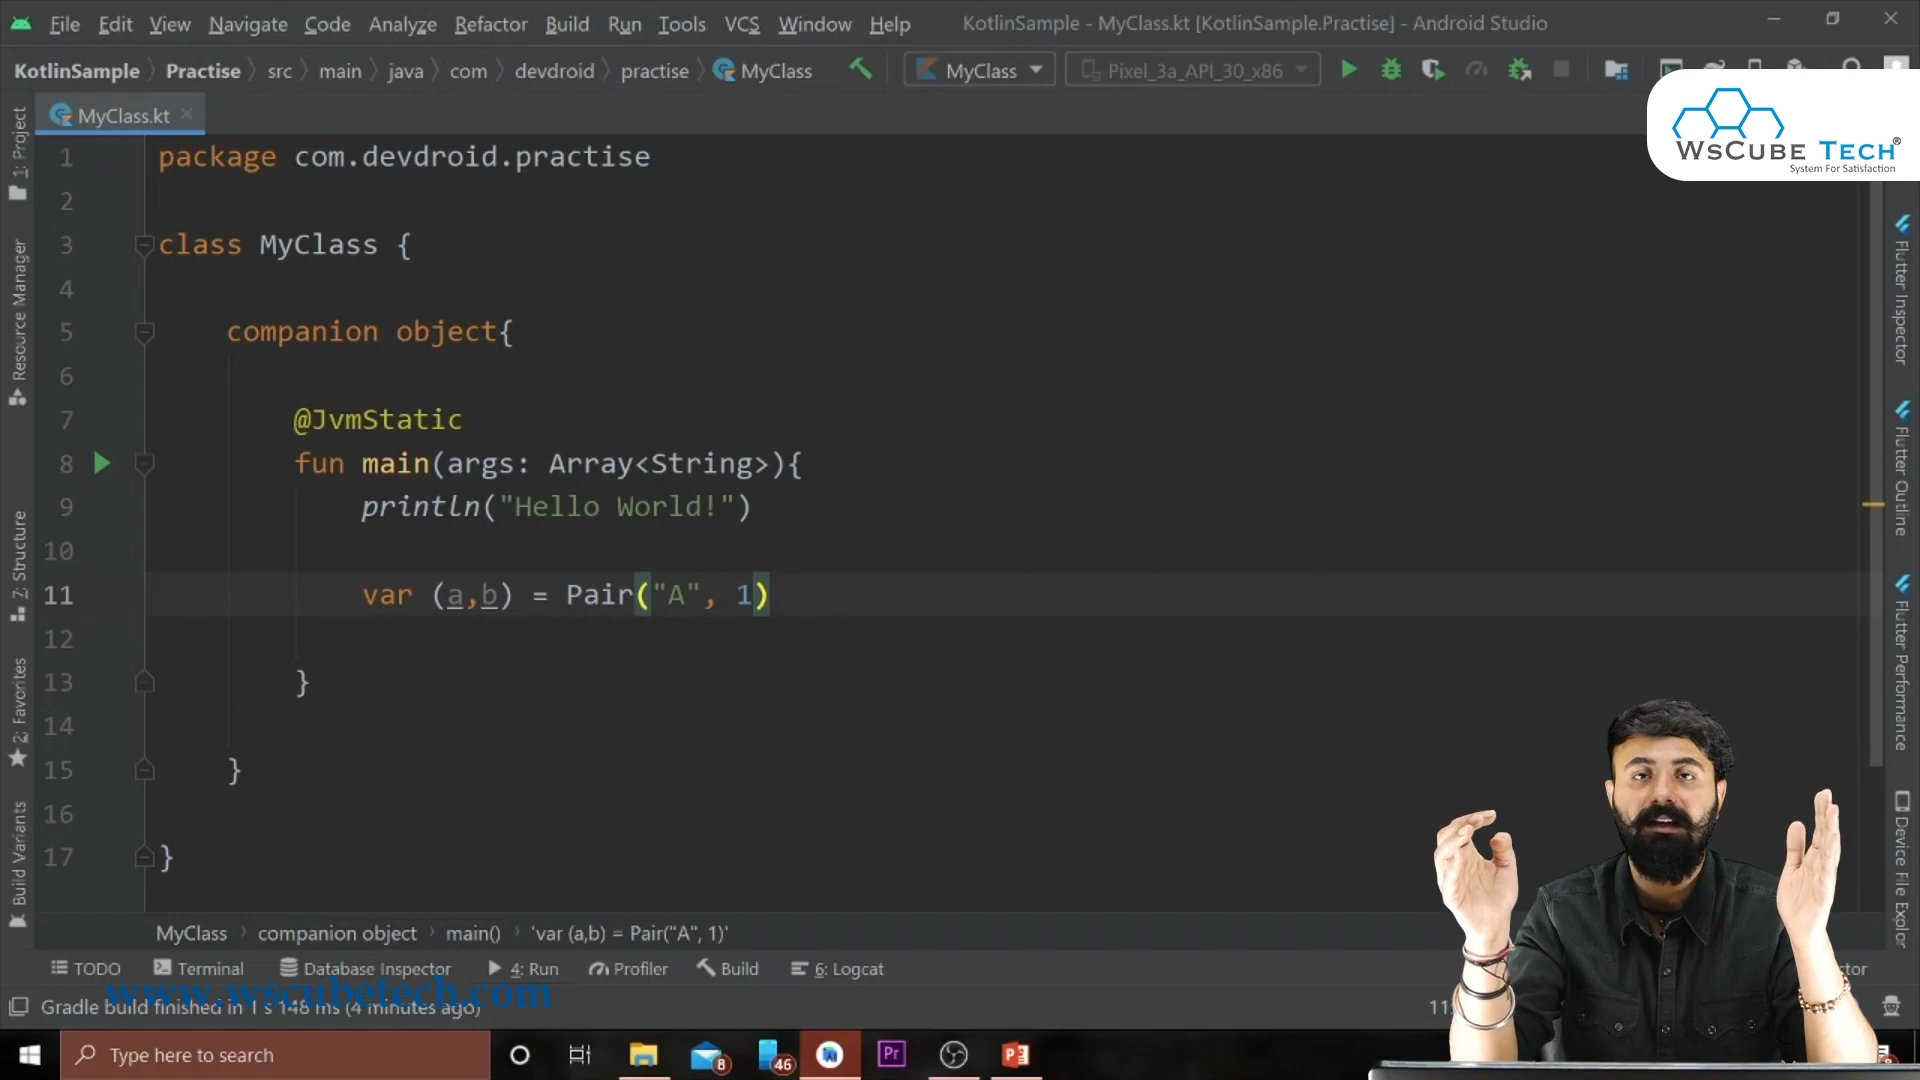 File Edit View Navigate Code Analyze Refactor Build Run Tools VCS Window Help KotlinSample - MyClass.kt [KotlinSample.Practise] - Android Studio
KotlinSample Practise src main java com devdroid practise MyClass MyClass Pixel_3a_API_30_x86
WsCube Tech®
System For Satisfaction
MyClass.kt
1: Project
Resource Manager
7: Structure
2: Favorites
Build Variants
1 package com.devdroid.practise
2
3 class MyClass {
4
5 companion object{
6
7 @JvmStatic
8 fun main(args: Array<String>){
9 println("Hello World!")
10
11 var (a,b) = Pair("A", 1)
12
13 }
14
15 }
16
17 }
Flutter Inspector
Flutter Outline
Flutter Performance
Device File Explor
MyClass companion object main() 'var (a,b) = Pair("A", 1)'
TODO Terminal Database Inspector 4: Run Profiler Build 6: Logcat
www.wscubetech.com
Gradle build finished in 1 s 148 ms (4 minutes ago)
Type here to search
8
46
Pr